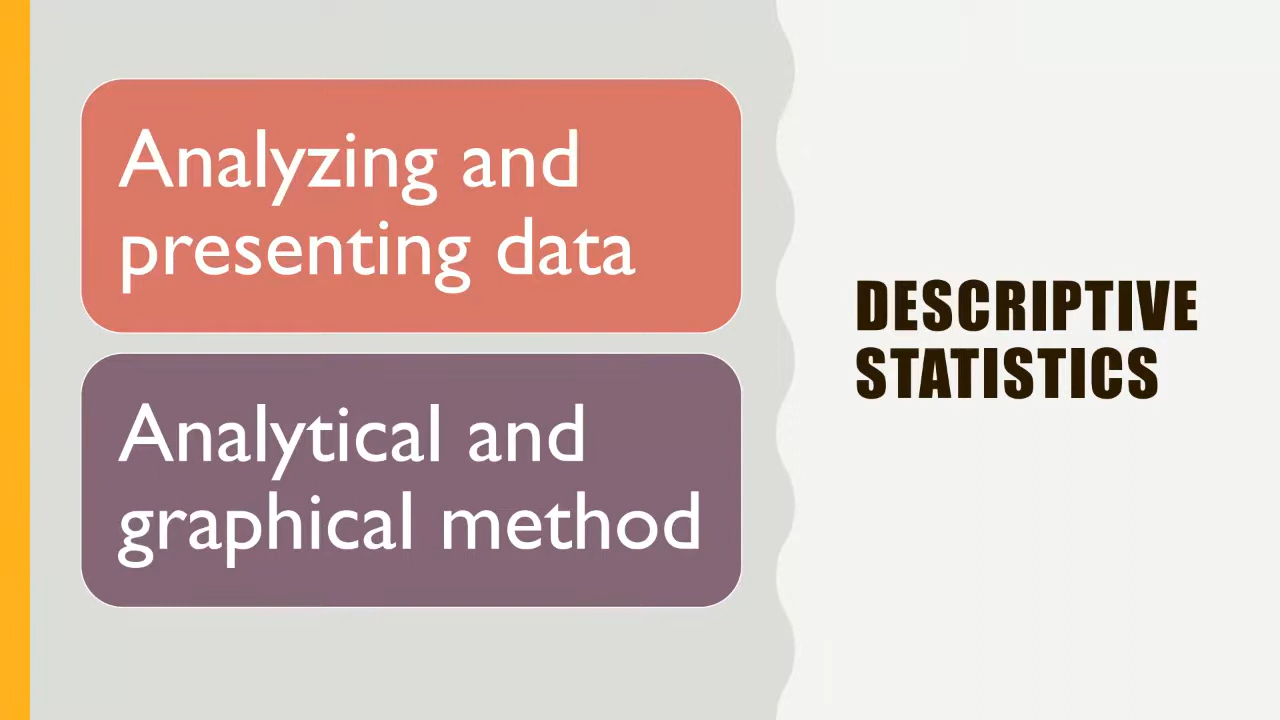 Analyzing and
presenting data
Analytical and
graphical method
DESCRIPTIVE
STATISTICS